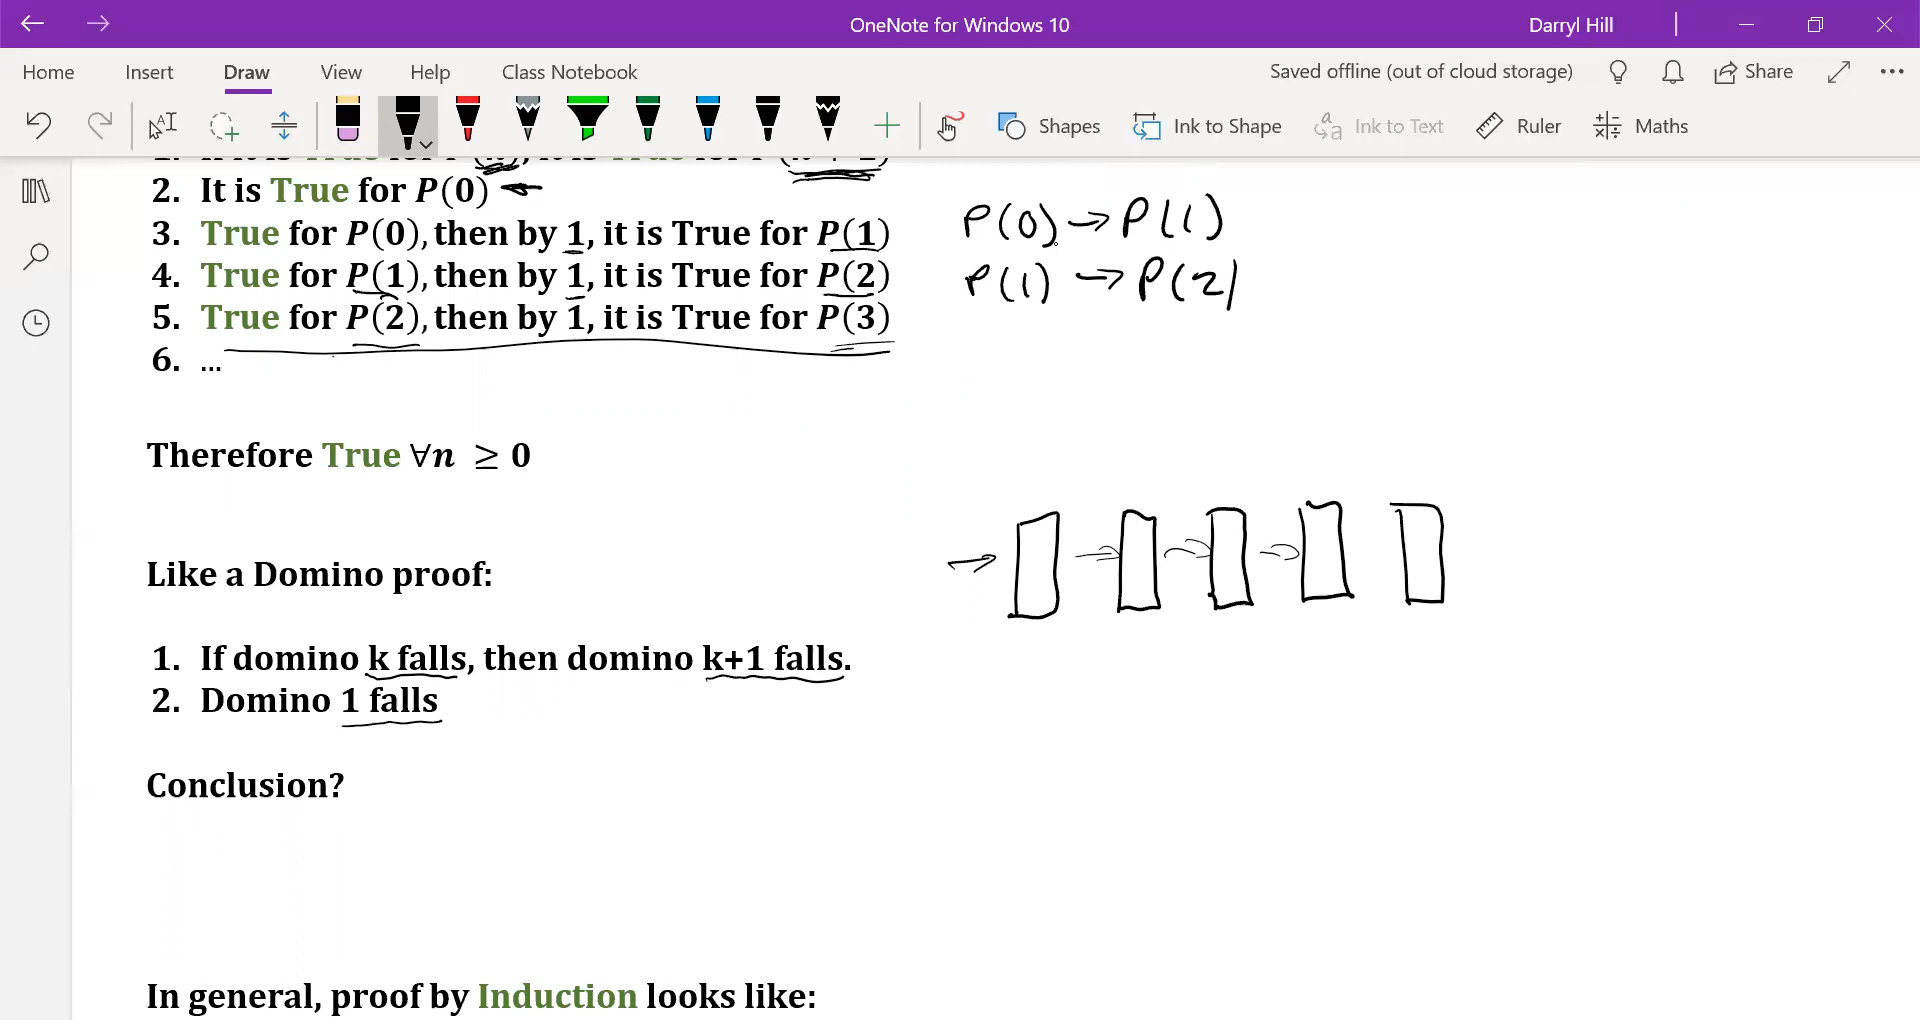 OneNote for Windows 10
Darryl Hill
Home Insert Draw View Help Class Notebook
Saved offline (out of cloud storage) Share
Shapes Ink to Shape Ink to Text Ruler Maths
2. It is True for P(0)
3. True for P(0), then by 1, it is True for P(1)
4. True for P(1), then by 1, it is True for P(2)
5. True for P(2), then by 1, it is True for P(3)
6. ...
P(0) → P(1)
P(1) → P(2)
Therefore True ∀n ≥ 0
Like a Domino proof:
1. If domino k falls, then domino k+1 falls.
2. Domino 1 falls
Conclusion?
In general, proof by Induction looks like: